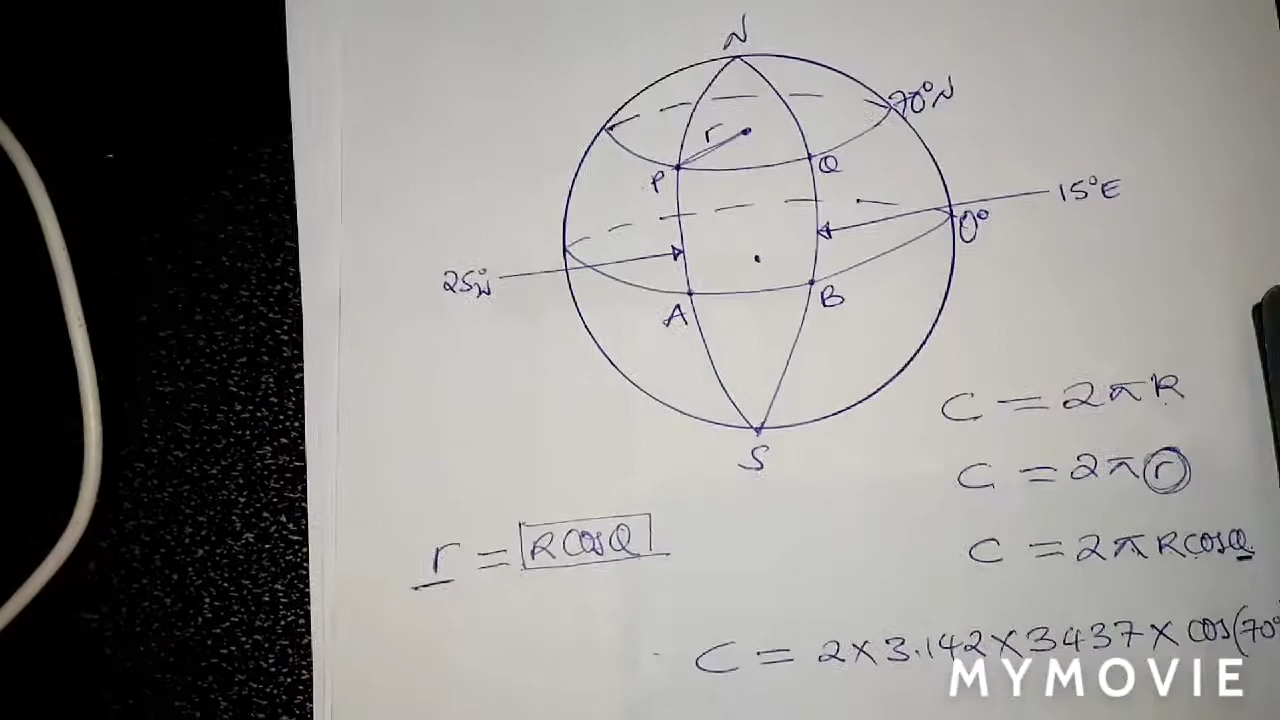 N
70°N
r
P
Q
15°E
0°
25°W
A
B
S
C = 2πR
C = 2πr
r = RCosθ
C = 2πRcosθ
C = 2×3.142×3437×cos(70°
MYMOVIE